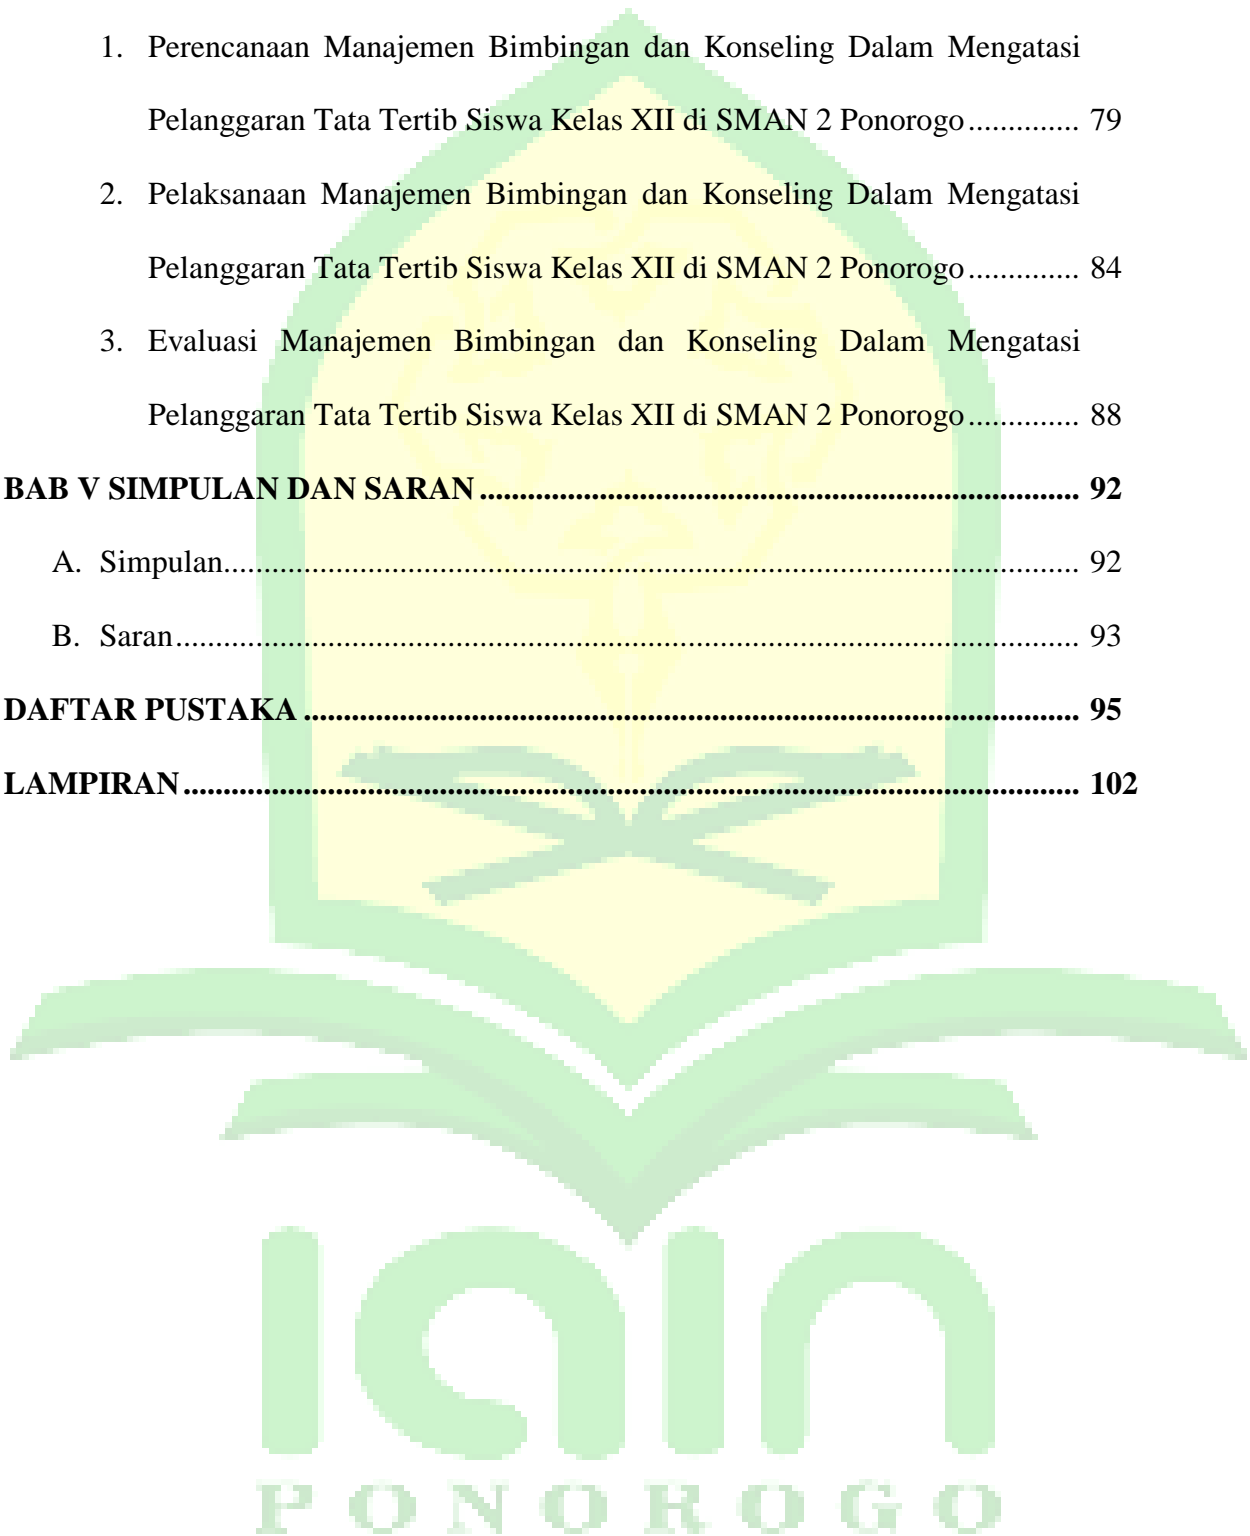 1. Perencanaan Manajemen Bimbingan dan Konseling Dalam Mengatasi
Pelanggaran Tata Tertib Siswa Kelas XII di SMAN 2 Ponorogo .............. 79
2. Pelaksanaan Manajemen Bimbingan dan Konseling Dalam Mengatasi
Pelanggaran Tata Tertib Siswa Kelas XII di SMAN 2 Ponorogo .............. 84
3. Evaluasi Manajemen Bimbingan dan Konseling Dalam Mengatasi
Pelanggaran Tata Tertib Siswa Kelas XII di SMAN 2 Ponorogo .............. 88
BAB V SIMPULAN DAN SARAN ............................................................................ 92
A. Simpulan........................................................................................................... 92
B. Saran.................................................................................................................. 93
DAFTAR PUSTAKA ................................................................................................... 95
LAMPIRAN................................................................................................................... 102
iain
PONOROGO